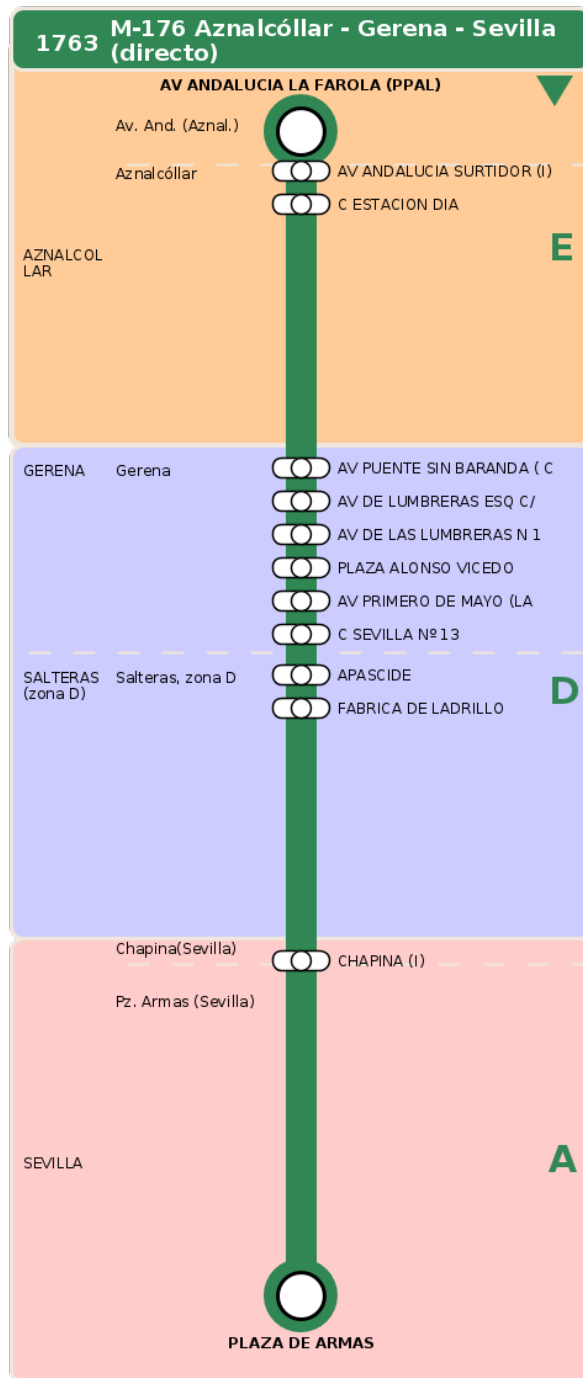 1763
M-176 Aznalcóllar - Gerena - Sevilla
(directo)
AV ANDALUCIA LA FAROLA (PPAL)
Av. And. (Aznal.)
Aznalcóllar
AV ANDALUCIA SURTIDOR (I)
C ESTACION DIA
E
AZNALCOL
LAR
GERENA
Gerena
AV PUENTE SIN BARANDA ( C
AV DE LUMBRERAS ESQ C/
AV DE LAS LUMBRERAS N 1
PLAZA ALONSO VICEDO
AV PRIMERO DE MAYO (LA
C SEVILLA Nº13
SALTERAS
(zona D)
Salteras, zona D
APASCIDE
D
FABRICA DE LADRILLO
Chapina(Sevilla)
CHAPINA (I)
Pz. Armas (Sevilla)
SEVILLA
A
PLAZA DE ARMAS